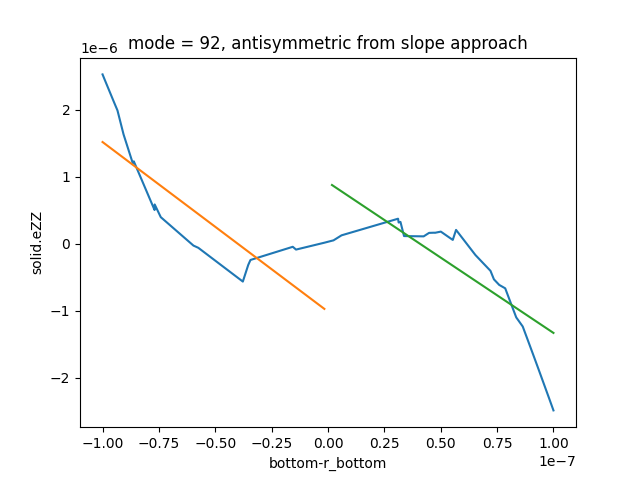 mode = 92, antisymmetric from slope approach
1e−6
2
1
0
−1
−2
solid.eZZ
−1.00 −0.75 −0.50 −0.25 0.00 0.25 0.50 0.75 1.00
bottom-r_bottom
1e−7